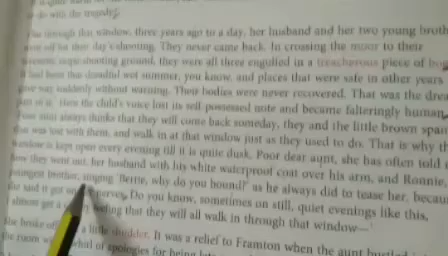 to do with the tragedy
through that window, three years ago to a day, her husband and her two young broth
off for their day's shooting. They never came back. In crossing the moor to their
snipe-shooting ground, they were all three engulfed in a treacherous piece of bog
It had been that dreadful wet summer, you know, and places that were safe in other years
gave way suddenly without warning. Their bodies were never recovered. That was the drea
part of it.' Here the child's voice lost its self-possessed note and became falteringly human
Poor aunt always thinks that they will come back someday, they and the little brown span
that was lost with them, and walk in at that window just as they used to do. That is why th
window is kept open every evening till it is quite dusk. Poor dear aunt, she has often told
how they went out, her husband with his white waterproof coat over his arm, and Ronnie,
youngest brother, singing 'Bertie, why do you bound?' as he always did to tease her, becau
she said it got on nerves. Do you know, sometimes on still, quiet evenings like this,
I almost get a feeling that they will all walk in through that window—'
She broke off a little shudder. It was a relief to Framton when the aunt
the room whirl of apologies for being